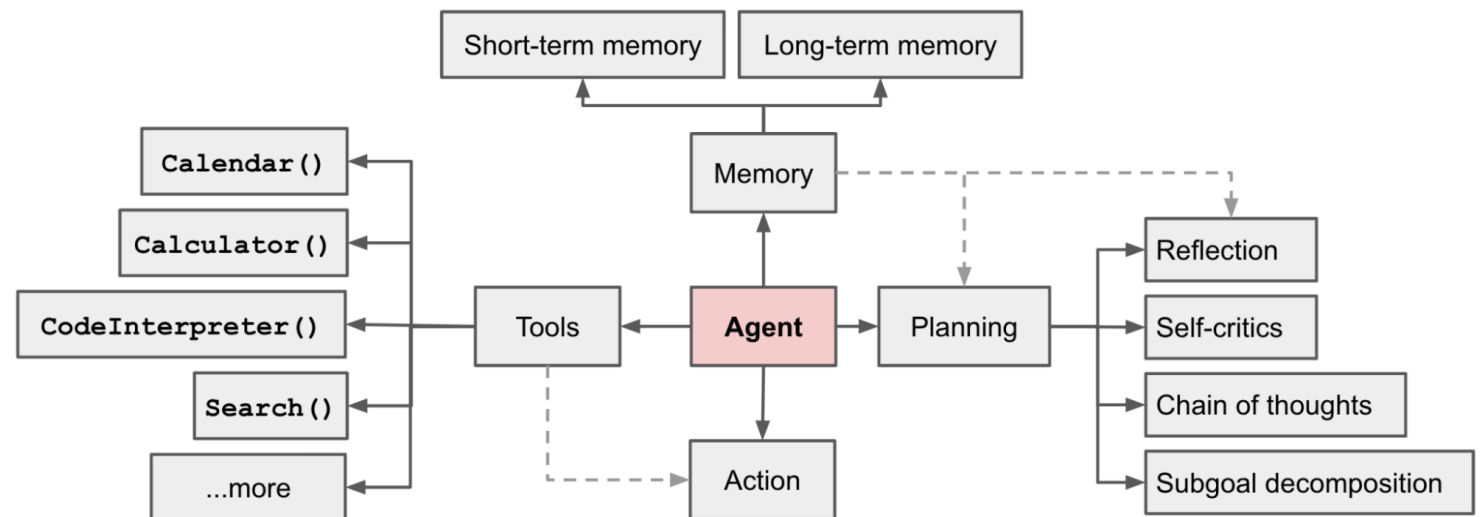 Short-term memory
Long-term memory
Calendar()
Memory
Calculator()
Reflection
CodeInterpreter()
Tools
Agent
Planning
Self-critics
Search()
Chain of thoughts
...more
Action
Subgoal decomposition